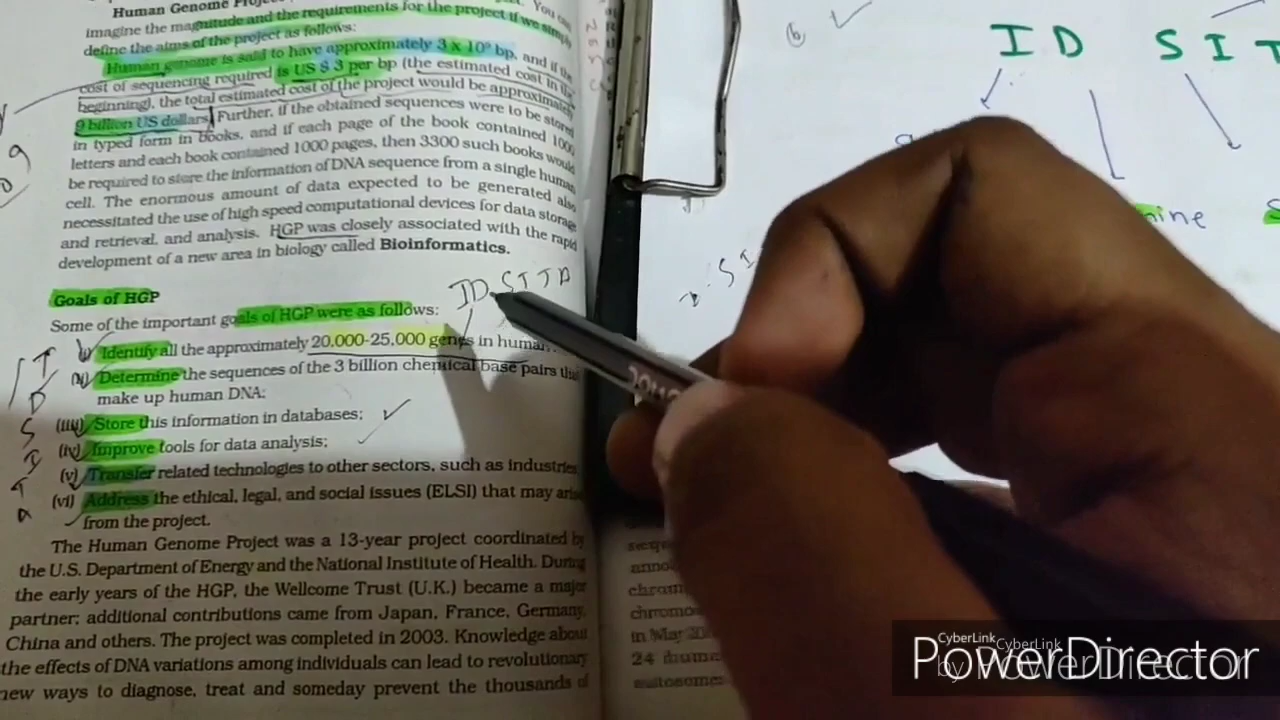 Human Genome
imagine the magnitude and the requirements for the project if we simply
define the aims of the project as follows:
Human genome is said to have approximately 3 x 10⁹ bp, and if the
cost of sequencing required is US $ 3 per bp (the estimated cost in the
beginning), the total estimated cost of the project would be approximately
9 billion US dollars. Further, if the obtained sequences were to be stored
in typed form in books, and if each page of the book contained 1000
letters and each book contained 1000 pages, then 3300 such books would
be required to store the information of DNA sequence from a single human
cell. The enormous amount of data expected to be generated also
necessitated the use of high speed computational devices for data storage
and retrieval, and analysis. HGP was closely associated with the rapid
development of a new area in biology called Bioinformatics.
ID SITA
Goals of HGP
Some of the important goals of HGP were as follows:
I (i) Identify all the approximately 20,000-25,000 genes in human
D (ii) Determine the sequences of the 3 billion chemical base pairs that
make up human DNA;
S (iii) Store this information in databases;
I (iv) Improve tools for data analysis;
T (v) Transfer related technologies to other sectors, such as industries
a (vi) Address the ethical, legal, and social issues (ELSI) that may arise
from the project.
The Human Genome Project was a 13-year project coordinated by
the U.S. Department of Energy and the National Institute of Health. During
the early years of the HGP, the Wellcome Trust (U.K.) became a major
partner; additional contributions came from Japan, France, Germany,
China and others. The project was completed in 2003. Knowledge about
the effects of DNA variations among individuals can lead to revolutionary
new ways to diagnose, treat and someday prevent the thousands of
ID SIT
SI
24
CyberLink
PowerDirector
CyberLink
by PowerDirector